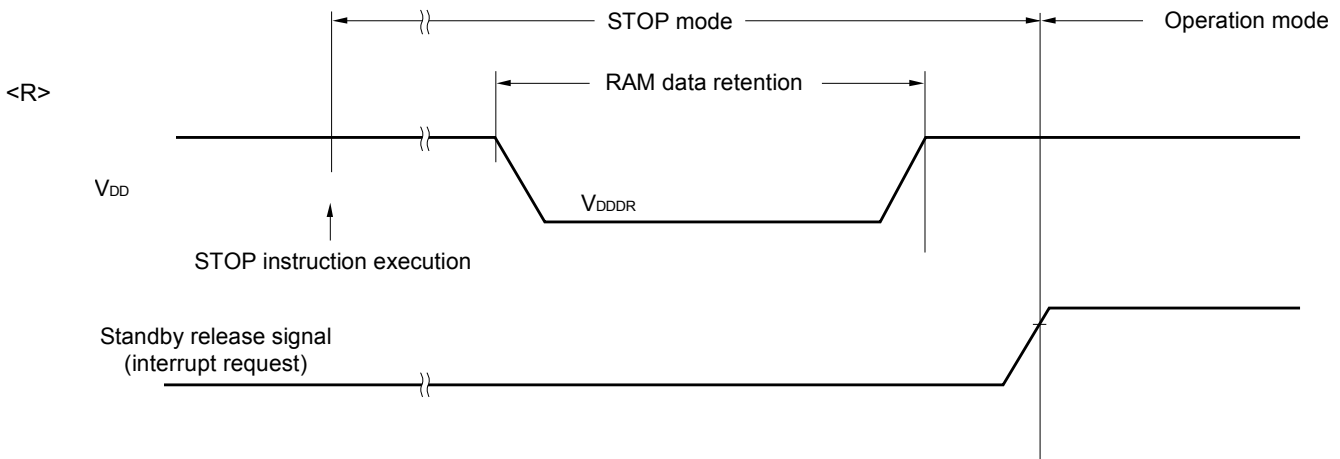 STOP mode
Operation mode
RAM data retention
<R>
VDD
VDDDR
STOP instruction execution
Standby release signal
(interrupt request)